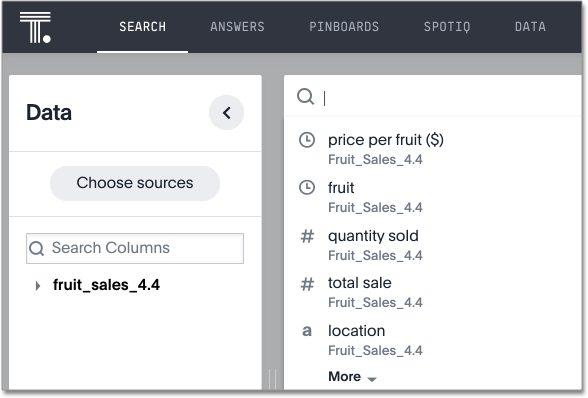 T.
SEARCH
ANSWERS
PINBOARDS
SPOTIQ
DATA
Data
Choose sources
Search Columns
fruit_sales_4.4
price per fruit ($)
Fruit_Sales_4.4
fruit
Fruit_Sales_4.4
# quantity sold
Fruit_Sales_4.4
# total sale
Fruit_Sales_4.4
a location
Fruit_Sales_4.4
More